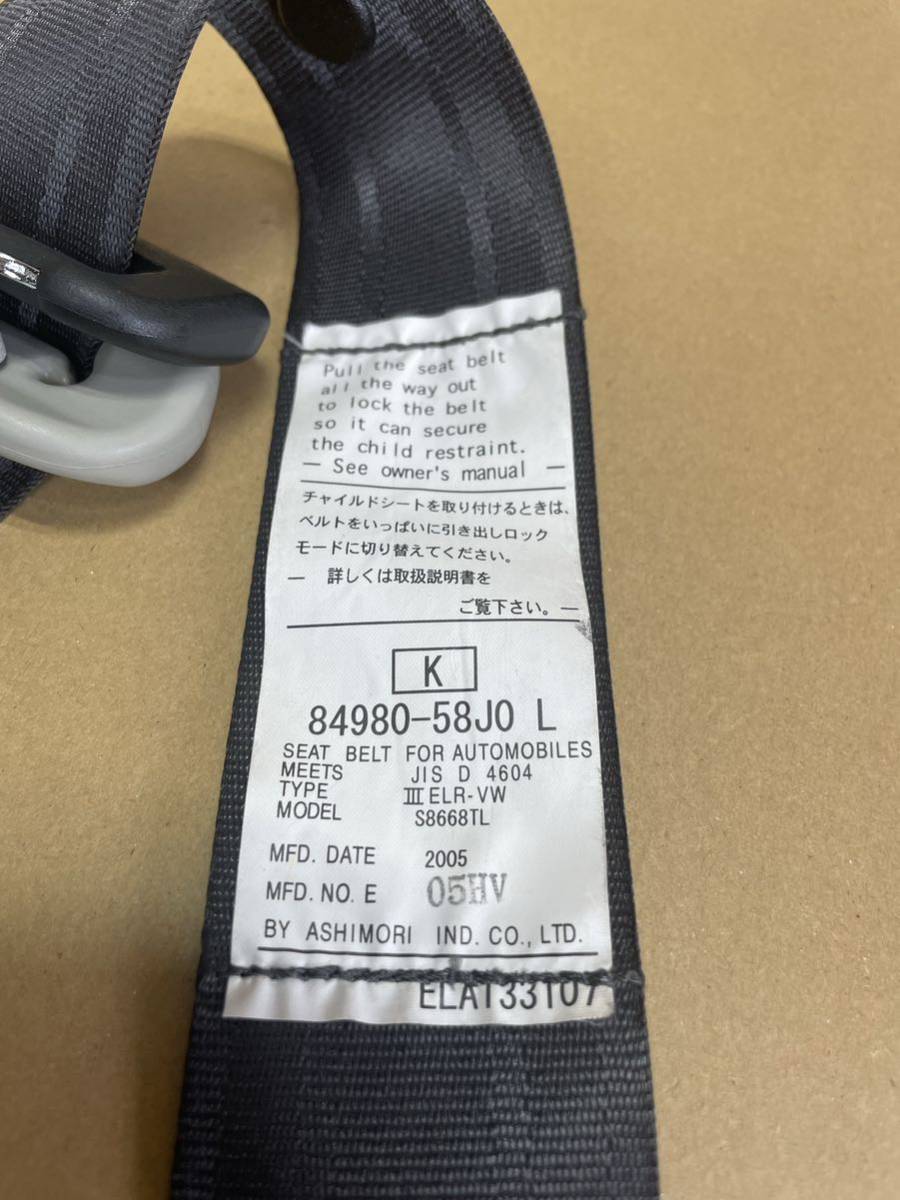 Pull the seat belt
all the way out
to lock the belt
so it can secure
the child restraint.
— See owner's manual —
チャイルドシートを取り付けるときは、
ベルトをいっぱいに引き出しロック
モードに切り替えてください。
— 詳しくは取扱説明書を
ご覧下さい。—
K
84980-58J0 L
SEAT BELT FOR AUTOMOBILES
MEETS JIS D 4604
TYPE Ⅲ ELR-VW
MODEL S8668TL
MFD. DATE 2005
MFD. NO. E 05HV
BY ASHIMORI IND. CO., LTD.
ELA133107